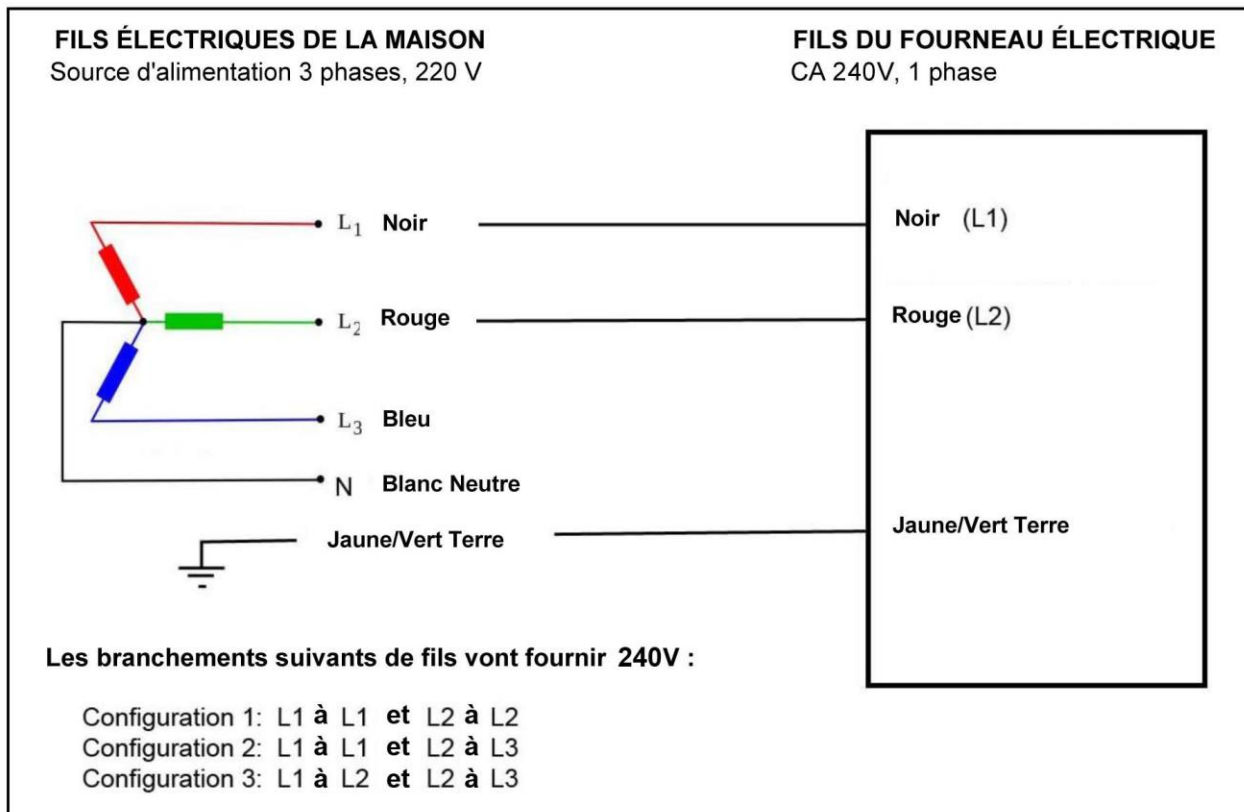 FILS ÉLECTRIQUES DE LA MAISON
Source d'alimentation 3 phases, 220 V
FILS DU FOURNEAU ÉLECTRIQUE
CA 240V, 1 phase
L1 Noir
Noir (L1)
L2 Rouge
Rouge (L2)
L3 Bleu
N Blanc Neutre
Jaune/Vert Terre
Jaune/Vert Terre
Les branchements suivants de fils vont fournir 240V :
Configuration 1: L1 à L1 et L2 à L2
Configuration 2: L1 à L1 et L2 à L3
Configuration 3: L1 à L2 et L2 à L3